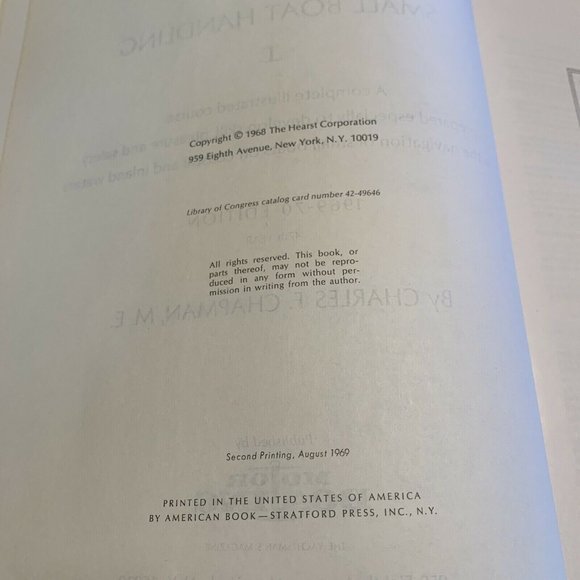 Copyright © 1968 The Hearst Corporation
959 Eighth Avenue, New York, N.Y. 10019
Library of Congress catalog card number 42-49646
All rights reserved. This book, or
parts thereof, may not be repro-
duced in any form without per-
mission in writing from the author.
Second Printing, August 1969
PRINTED IN THE UNITED STATES OF AMERICA
BY AMERICAN BOOK—STRATFORD PRESS, INC., N.Y.